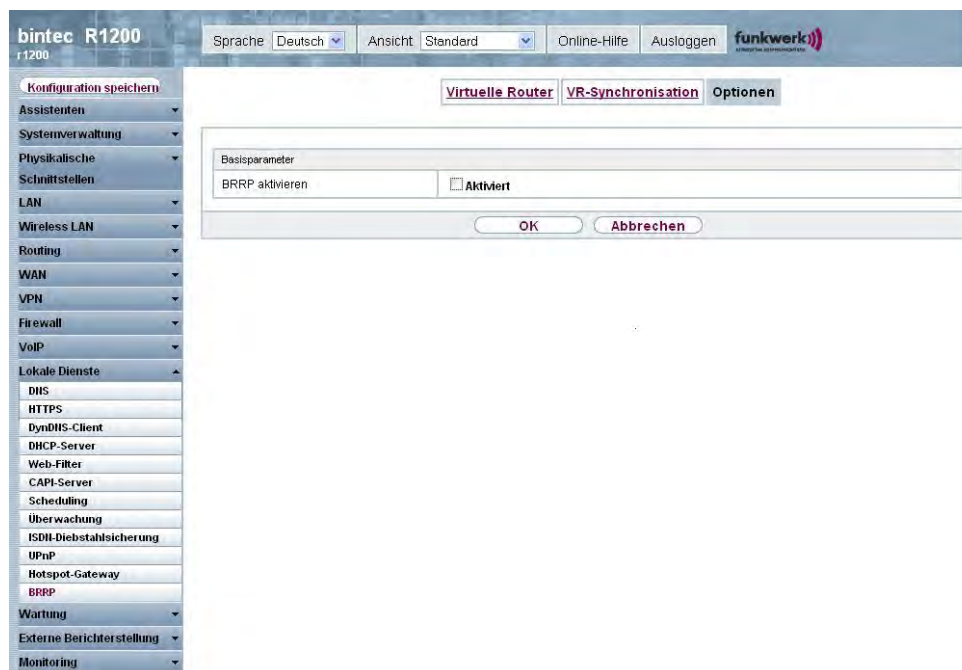 bintec R1200
r1200
Sprache Deutsch Ansicht Standard Online-Hilfe Ausloggen funkwerk
Konfiguration speichern
Assistenten
Systemverwaltung
Physikalische
Schnittstellen
LAN
Wireless LAN
Routing
WAN
VPN
Firewall
VoIP
Lokale Dienste
DNS
HTTPS
DynDNS-Client
DHCP-Server
Web-Filter
CAPI-Server
Scheduling
Überwachung
ISDN-Diebstahlsicherung
UPnP
Hotspot-Gateway
BRRP
Wartung
Externe Berichterstellung
Monitoring
Virtuelle Router VR-Synchronisation Optionen
Basisparameter
BRRP aktivieren Aktiviert
OK Abbrechen